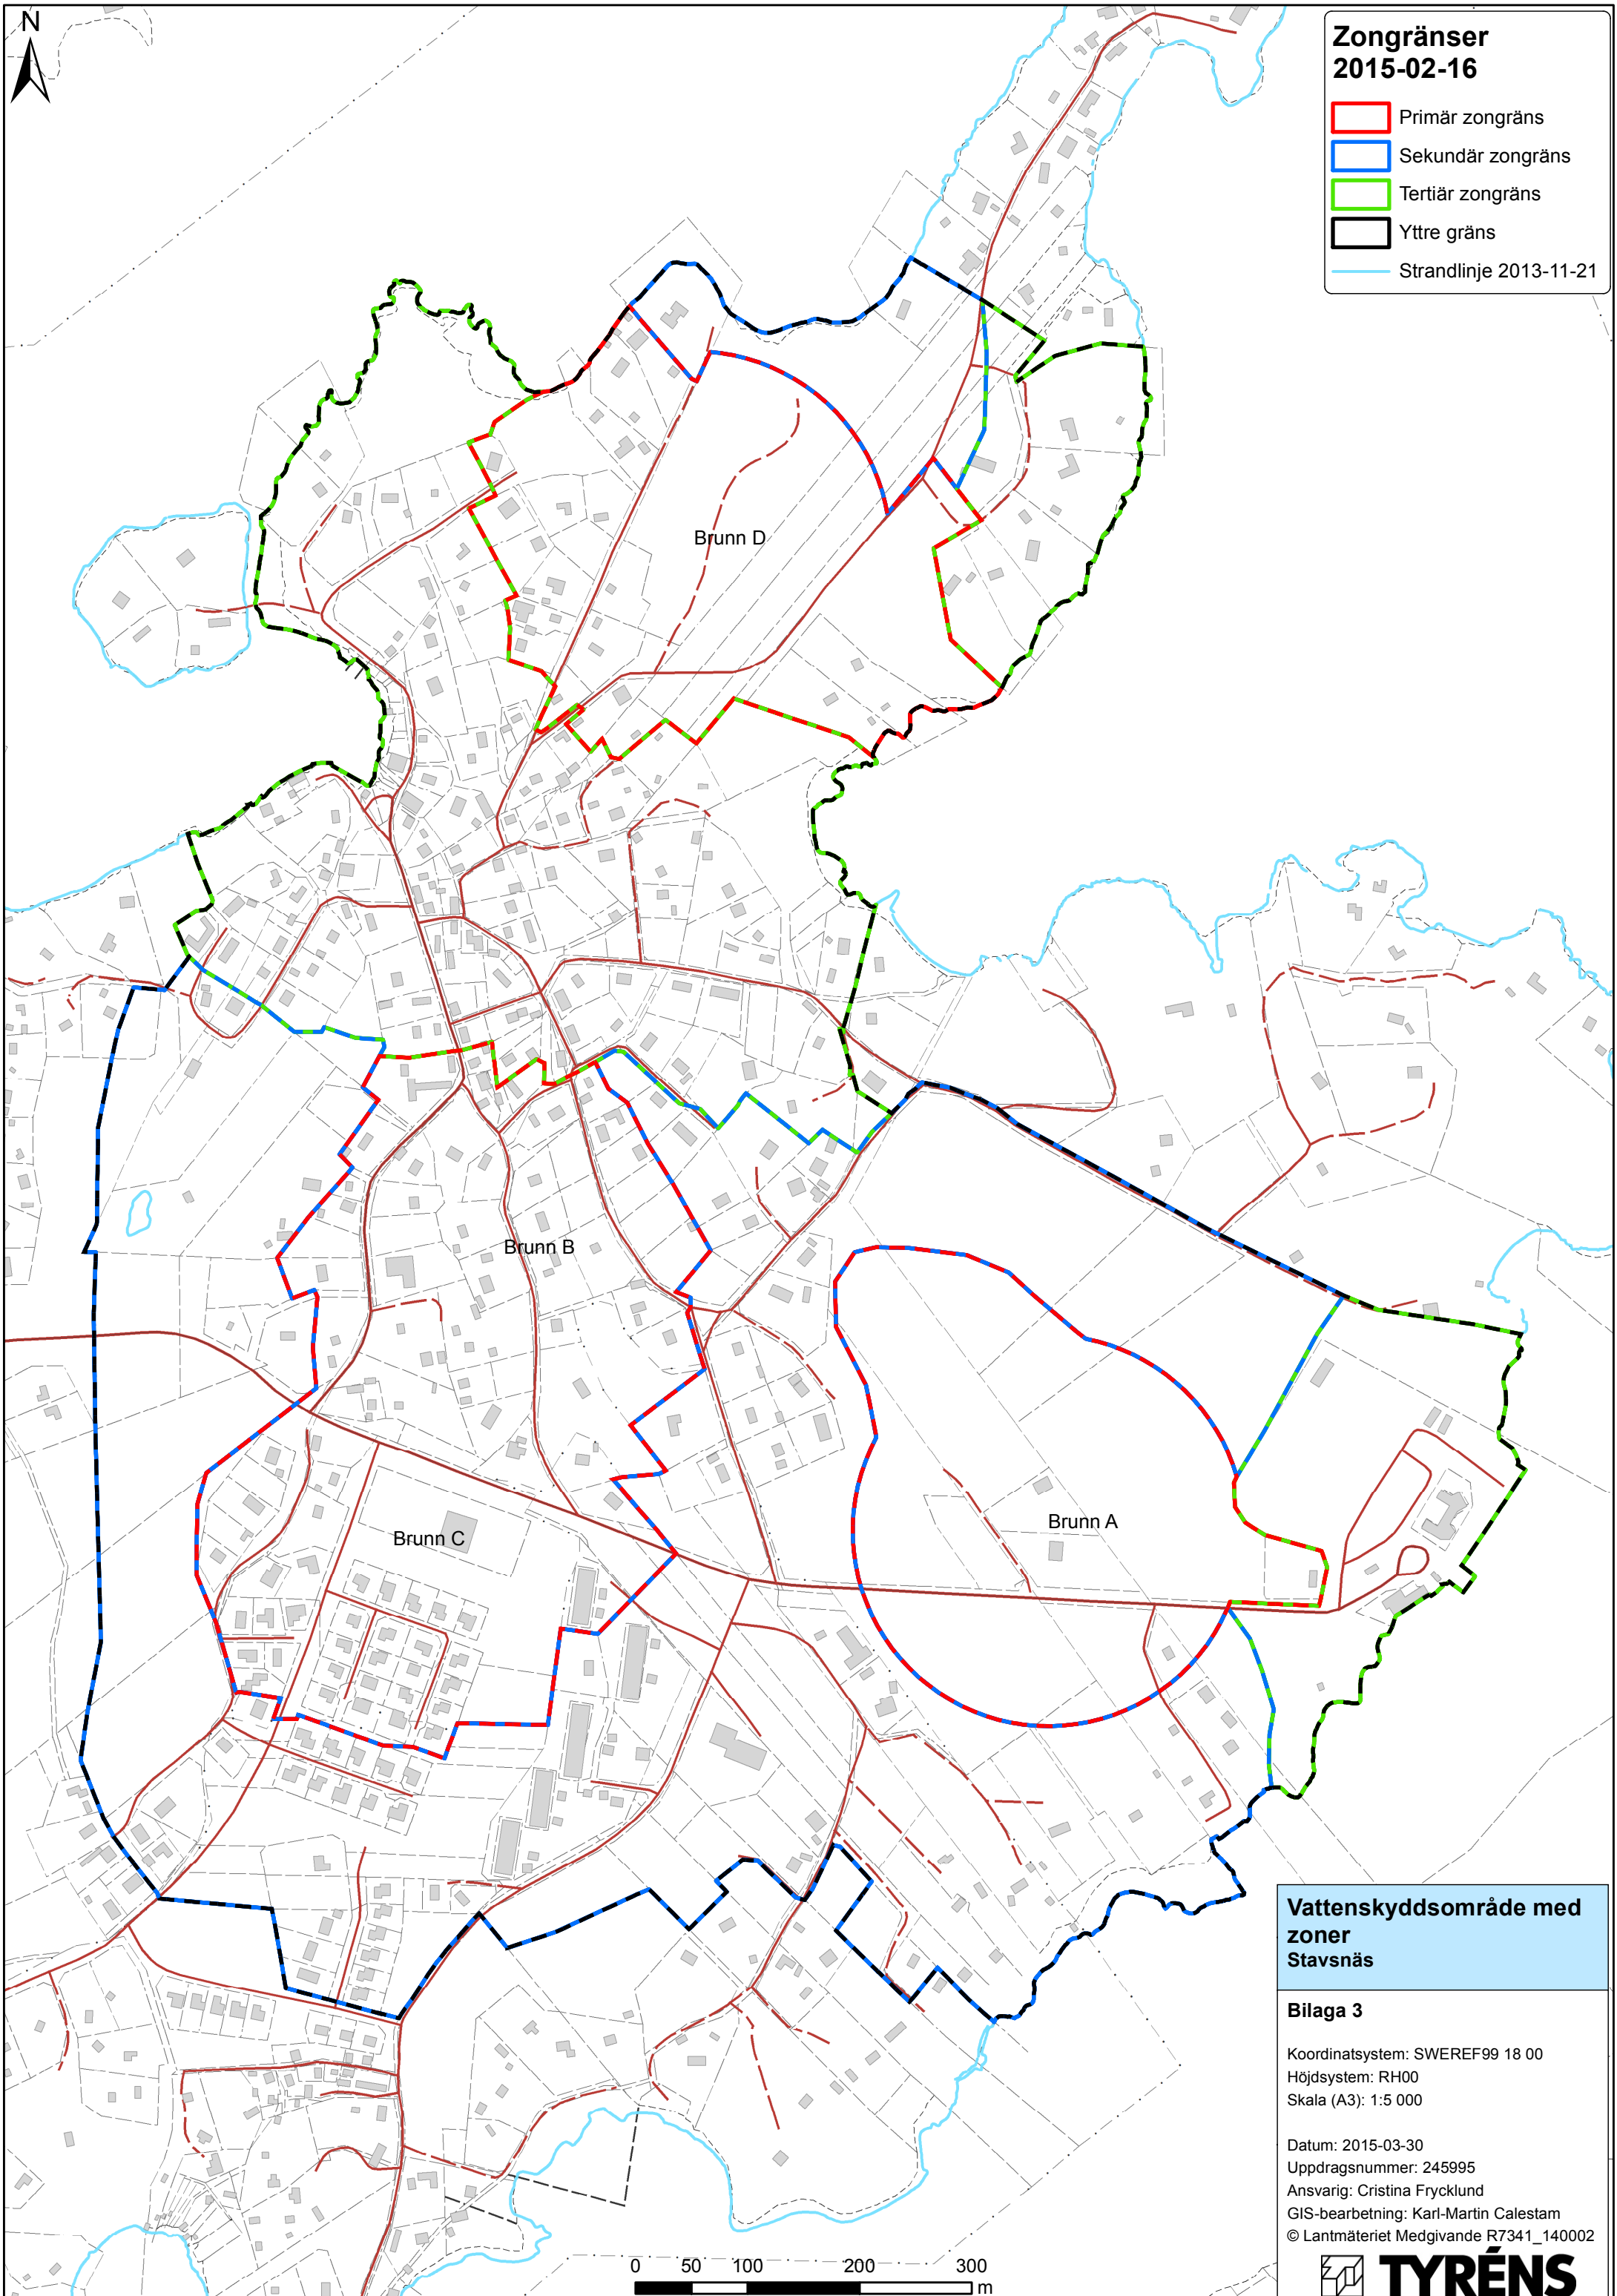 N
Zongränser
2015-02-16
Primär zongräns
Sekundär zongräns
Tertiär zongräns
Yttre gräns
Strandlinje 2013-11-21
Brunn D
Brunn B
Brunn A
Brunn C
Vattenskyddsområde med
zoner
Stavsnäs
Bilaga 3
Koordinatsystem: SWEREF99 18 00
Höjdsystem: RH00
Skala (A3): 1:5 000
Datum: 2015-03-30
Uppdragsnummer: 245995
Ansvarig: Cristina Frycklund
GIS-bearbetning: Karl-Martin Calestam
© Lantmäteriet Medgivande R7341_140002
TYRÉNS
0 50 100 200 300
m